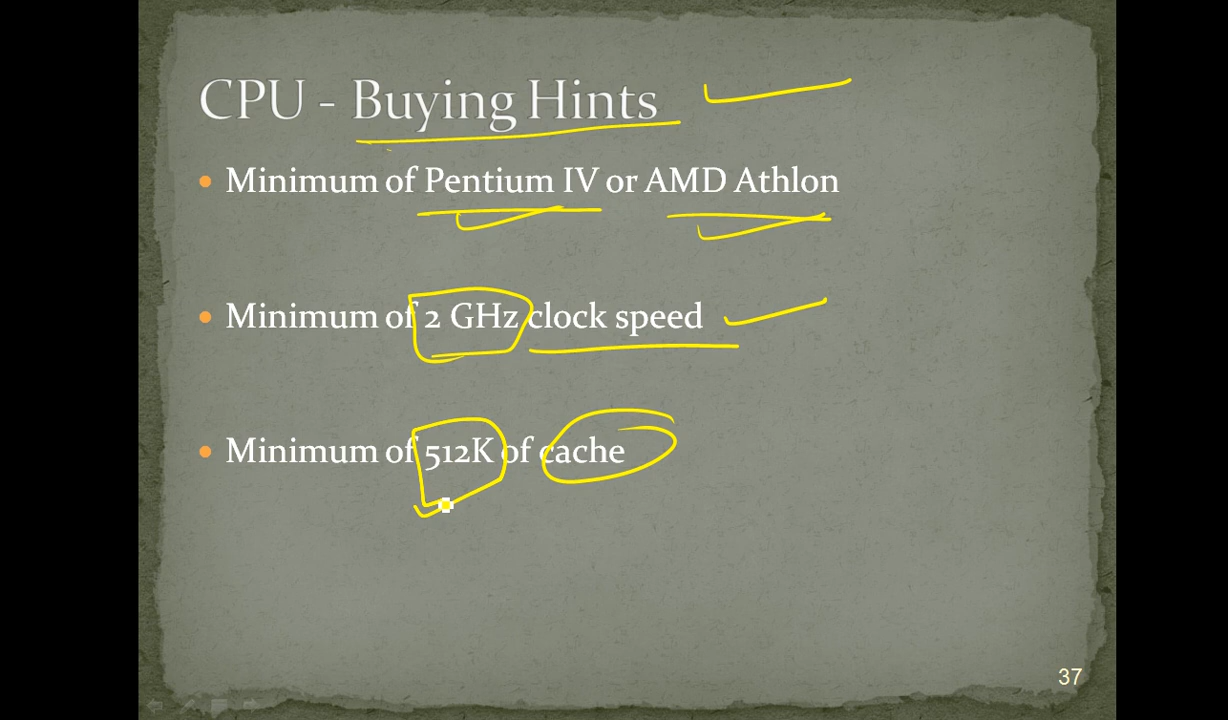 CPU - Buying Hints
• Minimum of Pentium IV or AMD Athlon
• Minimum of 2 GHz clock speed
• Minimum of 512K of cache
37